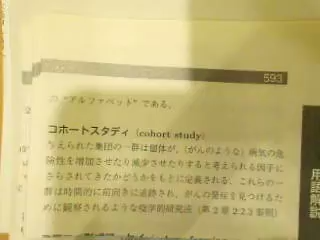 593
の "アルファベット" である。
コホートスタディ (cohort study)
与えられた集団の一群は個体が，(がんのような) 病気の危
険性を増加させたり減少させたりすると考えられる因子に
さらされてきたかどうかをもとに定義される．これらの一
群は時間的に前向きに追跡され，がんの発症を見つけるた
めに観察されるような疫学的研究法 (第2章2.2.3参照)
用語解説